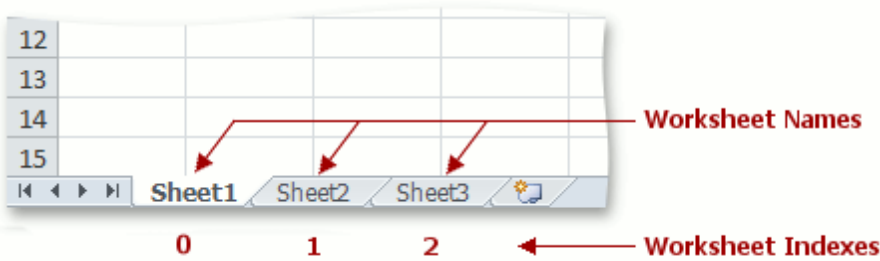 12
13
14 Worksheet Names
15
Sheet1 Sheet2 Sheet3
0 1 2 Worksheet Indexes